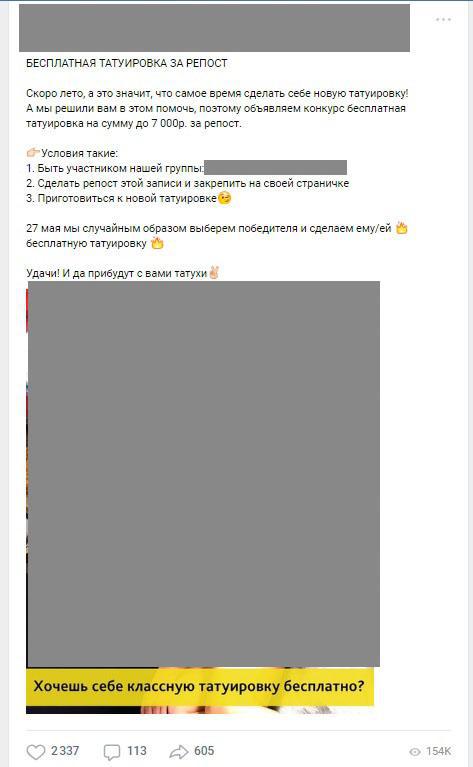 БЕСПЛАТНАЯ ТАТУИРОВКА ЗА РЕПОСТ
Скоро лето, а это значит, что самое время сделать себе новую татуировку!
А мы решили вам в этом помочь, поэтому объявляем конкурс бесплатная
татуировка на сумму до 7 000р. за репост.
👉🏻Условия такие:
1. Быть участником нашей группы:
2. Сделать репост этой записи и закрепить на своей страничке
3. Приготовиться к новой татуировке😏
27 мая мы случайным образом выберем победителя и сделаем ему/ей 🔥
бесплатную татуировку 🔥
Удачи! И да прибудут с вами татухи✌🏻
Хочешь себе классную татуировку бесплатно?
2 337 113 605 154K